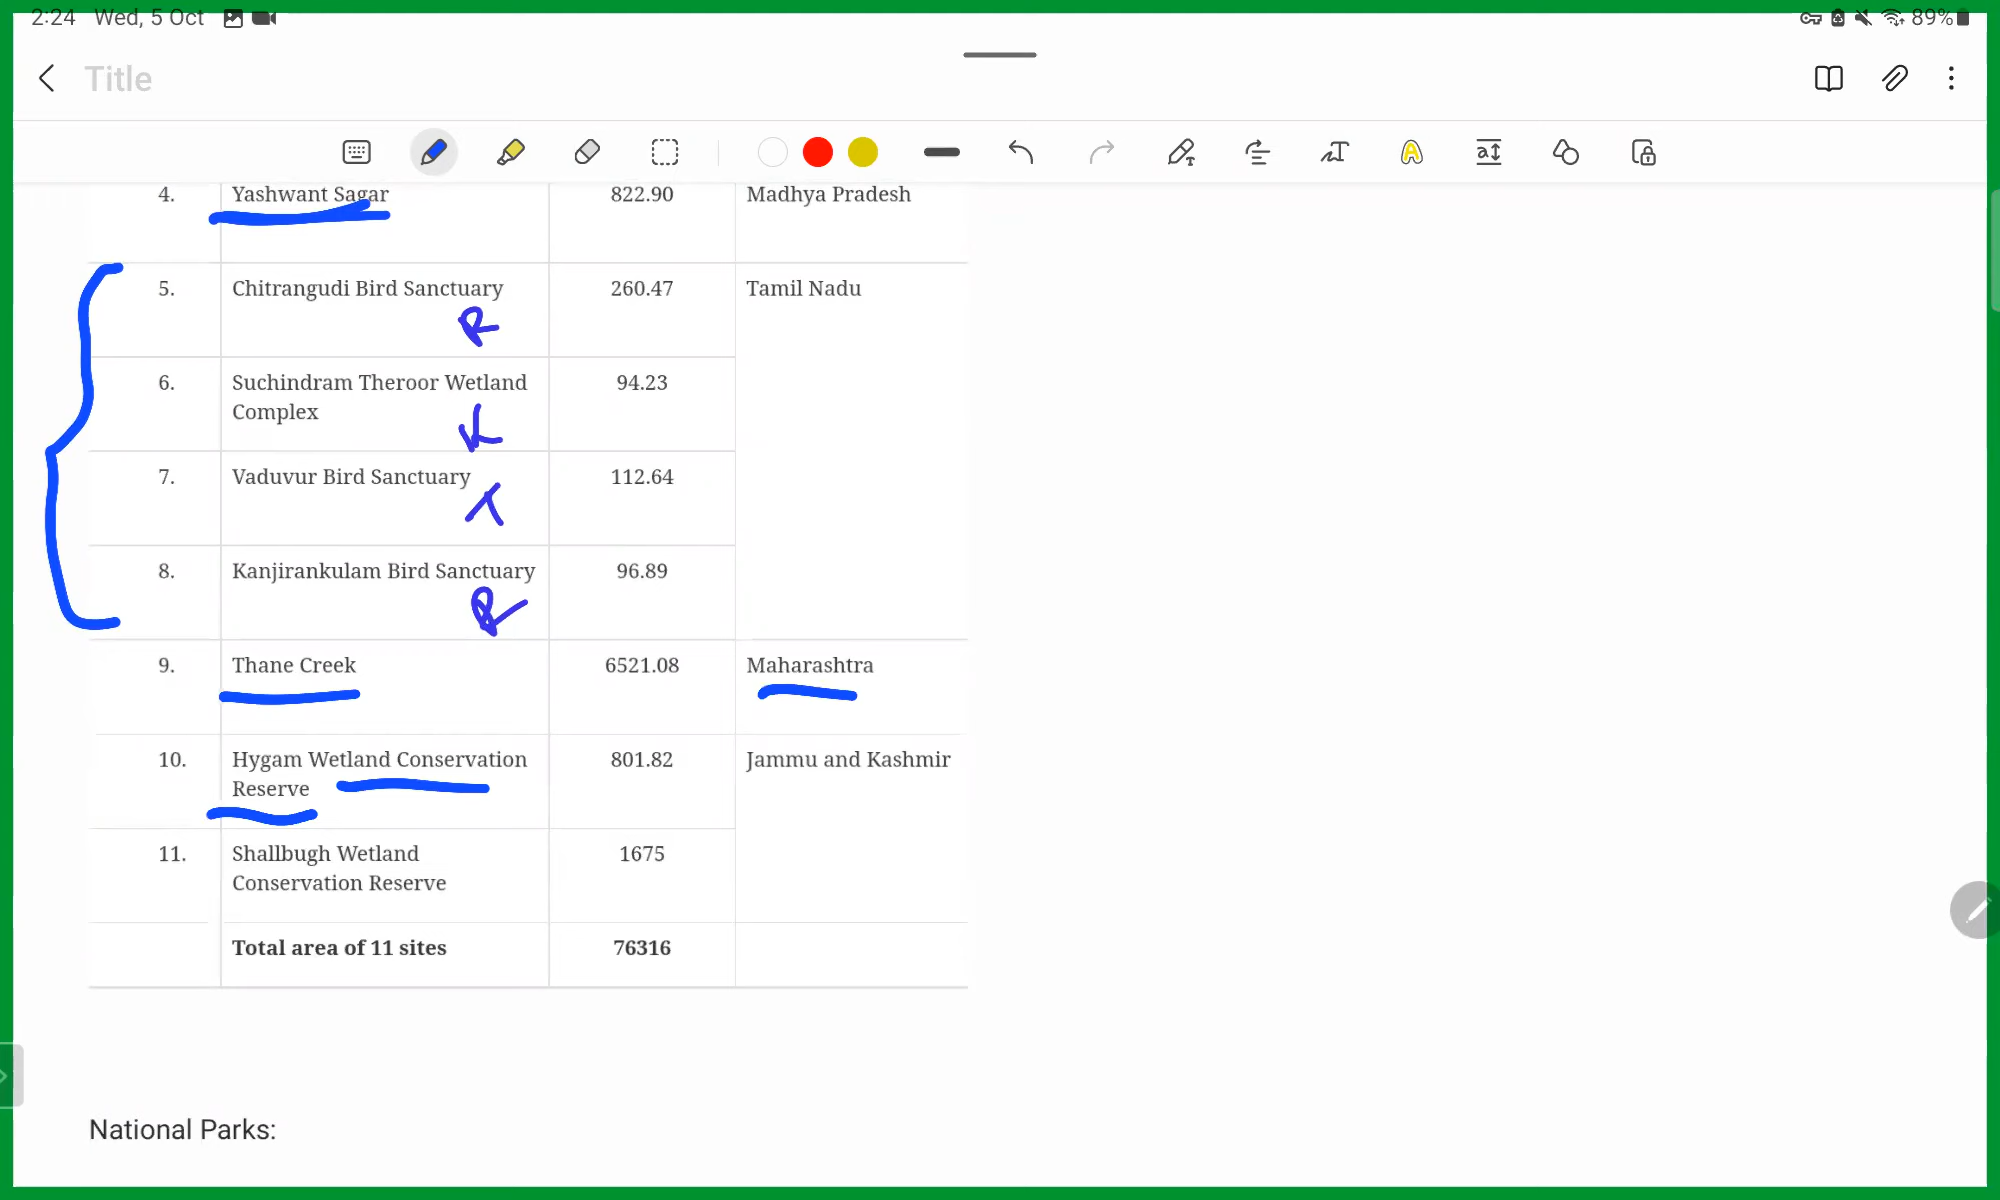 2:24 Wed, 5 Oct 89%
Title
4. Yashwant Sagar 822.90 Madhya Pradesh
5. Chitrangudi Bird Sanctuary 260.47 Tamil Nadu
R
6. Suchindram Theroor Wetland 94.23
Complex
K
7. Vaduvur Bird Sanctuary 112.64
8. Kanjirankulam Bird Sanctuary 96.89
R
9. Thane Creek 6521.08 Maharashtra
10. Hygam Wetland Conservation 801.82 Jammu and Kashmir
Reserve
11. Shallbugh Wetland 1675
Conservation Reserve
Total area of 11 sites 76316
National Parks: